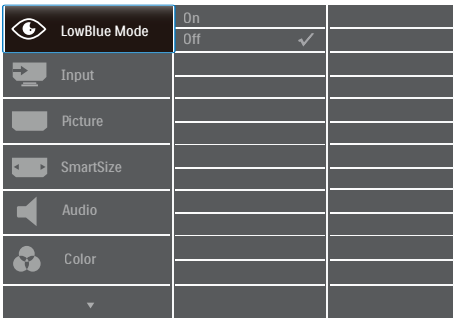 LowBlue Mode
On
Off
Input
Picture
SmartSize
Audio
Color